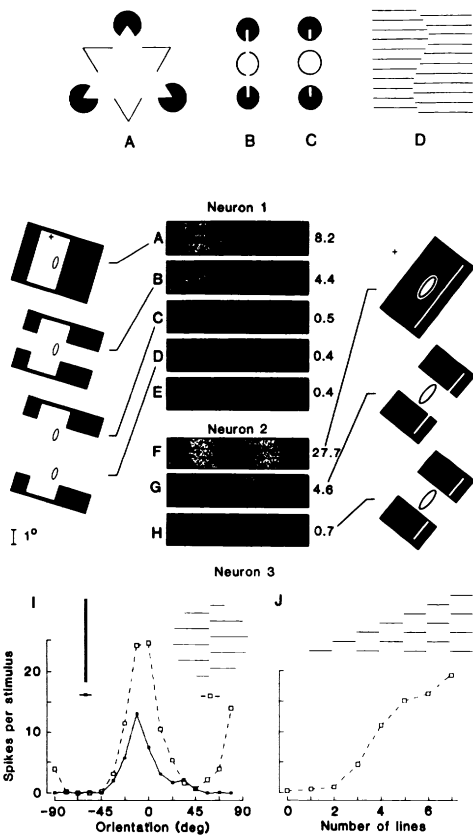 A
B C
D
Neuron 1
A 8.2
B 4.4
C 0.5
D 0.4
E 0.4
Neuron 2
F 27.7
G 4.6
H 0.7
1°
Neuron 3
I
J
Spikes per stimulus
20
10
0
-90 -45 0 45 90
Orientation (deg)
0 2 4 6
Number of lines